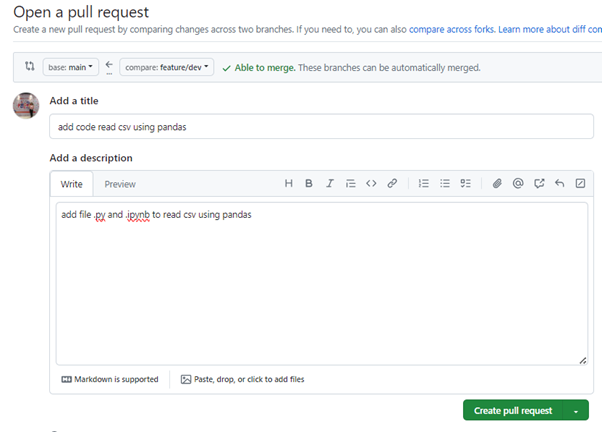 Open a pull request
Create a new pull request by comparing changes across two branches. If you need to, you can also compare across forks. Learn more about diff
base: main
compare: feature/dev
Able to merge. These branches can be automatically merged.
Add a title
add code read csv using pandas
Add a description
Write
Preview
add file .py and .ipynb to read csv using pandas
Markdown is supported
Paste, drop, or click to add files
Create pull request